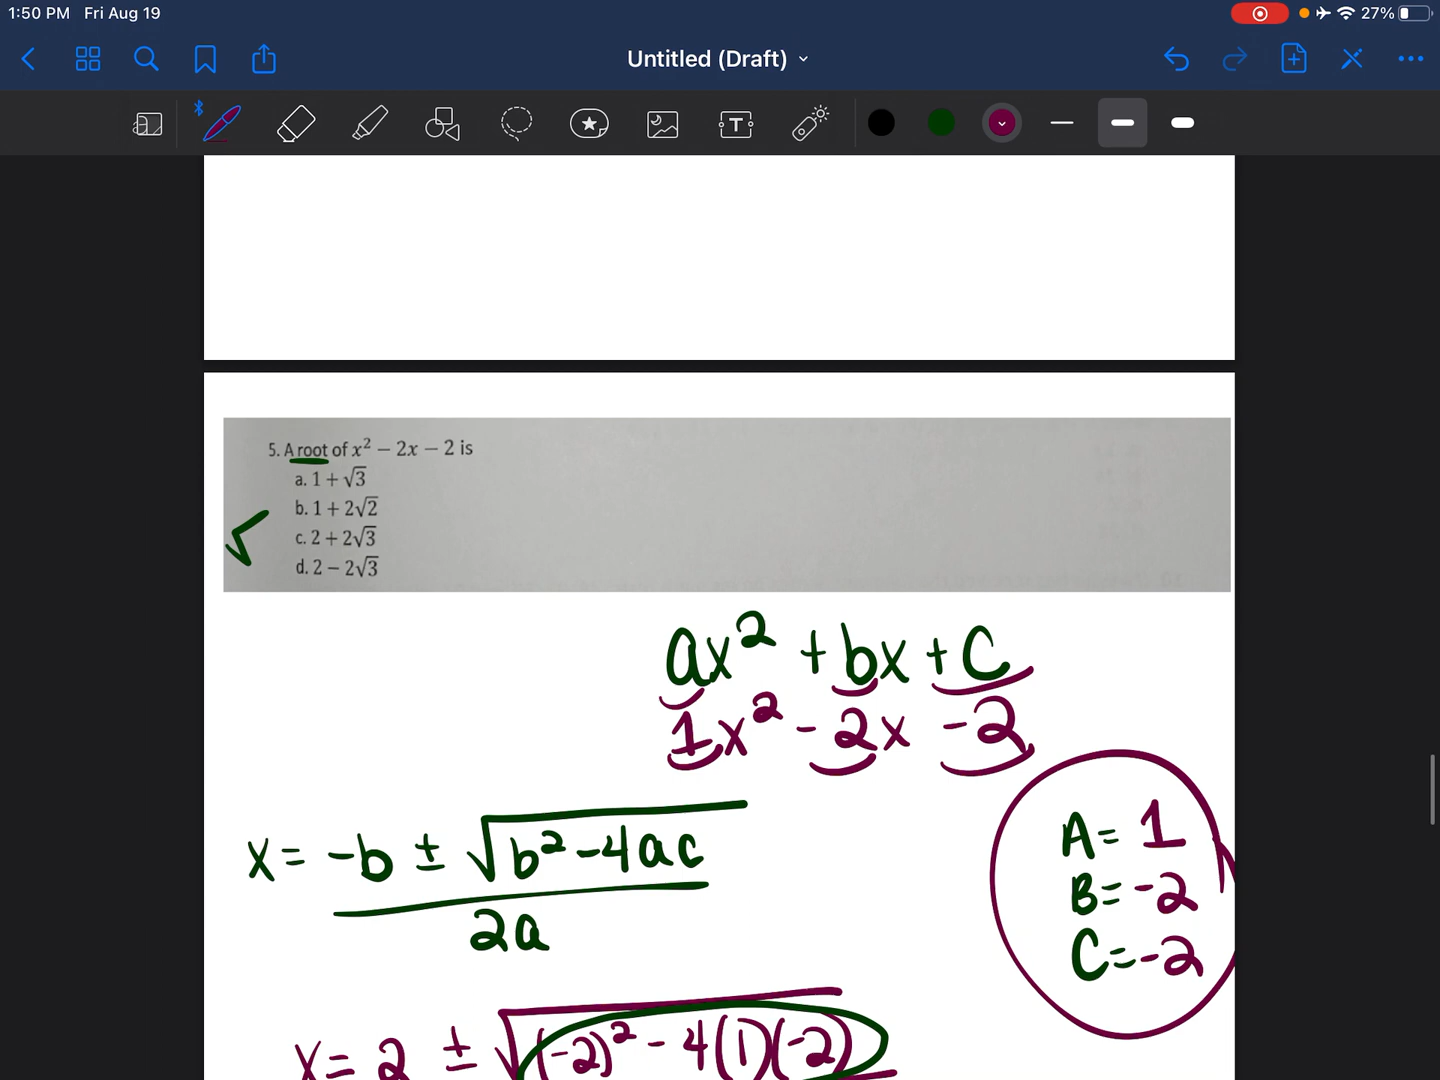 1:50 PM Fri Aug 19
27%
Untitled (Draft)
T
5. A root of x² − 2x − 2 is
a. 1 + √3
b. 1 + 2√2
c. 2 + 2√3
d. 2 − 2√3
ax² + bx + c
1x² - 2x - 2
x = -b ± √b² - 4ac
2a
A = 1
B = -2
C = -2
x = 2 ± √(-2)² - 4(1)(-2)